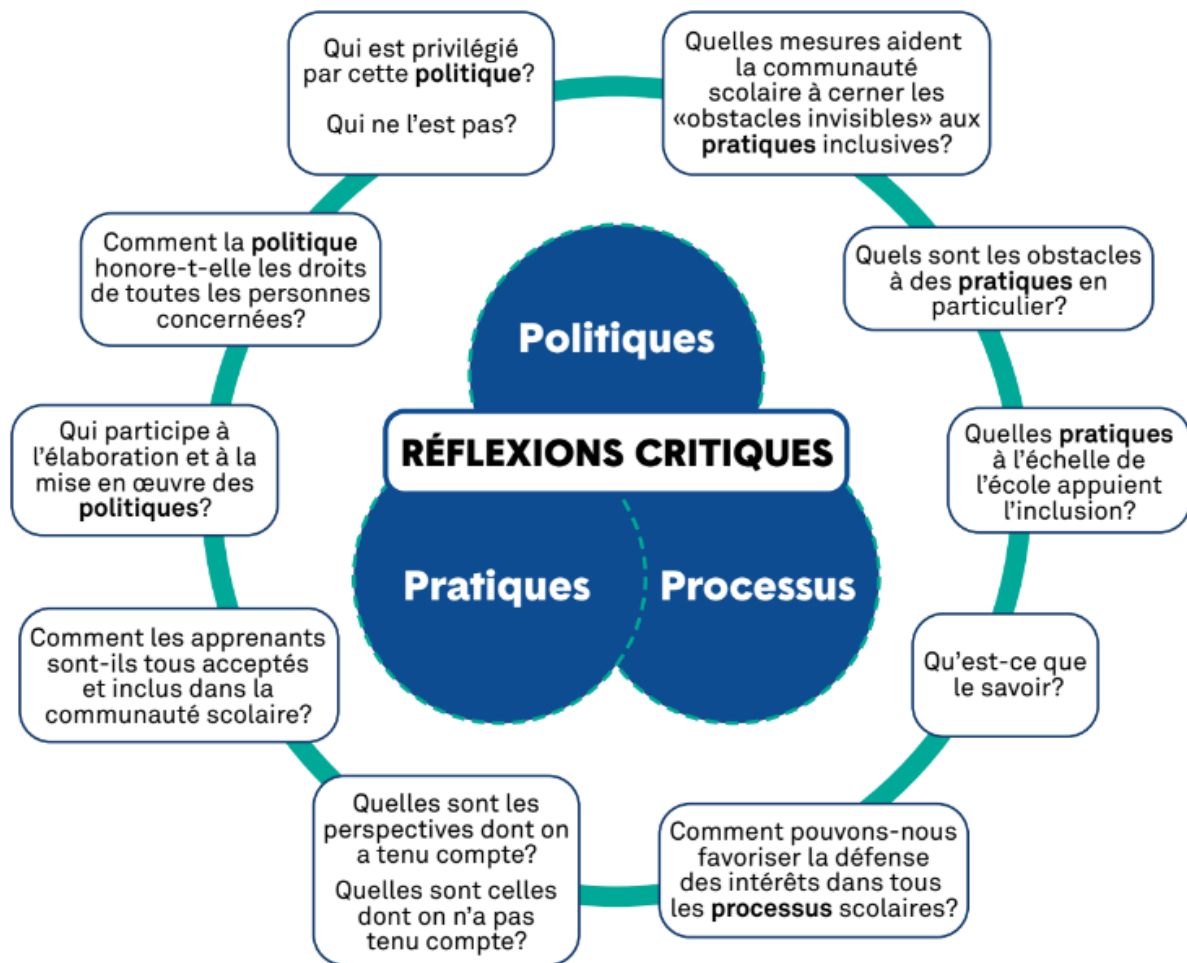 Qui est privilégié
par cette politique?
Qui ne l'est pas?
Quelles mesures aident
la communauté
scolaire à cerner les
«obstacles invisibles» aux
pratiques inclusives?
Comment la politique
honore-t-elle les droits
de toutes les personnes
concernées?
Quels sont les obstacles
à des pratiques en
particulier?
Politiques
RÉFLEXIONS CRITIQUES
Pratiques
Processus
Qui participe à
l'élaboration et à la
mise en œuvre des
politiques?
Quelles pratiques
à l'échelle de
l'école appuient
l'inclusion?
Comment les apprenants
sont-ils tous acceptés
et inclus dans la
communauté scolaire?
Qu'est-ce que
le savoir?
Quelles sont les
perspectives dont on
a tenu compte?
Quelles sont celles
dont on n'a pas
tenu compte?
Comment pouvons-nous
favoriser la défense
des intérêts dans tous
les processus scolaires?